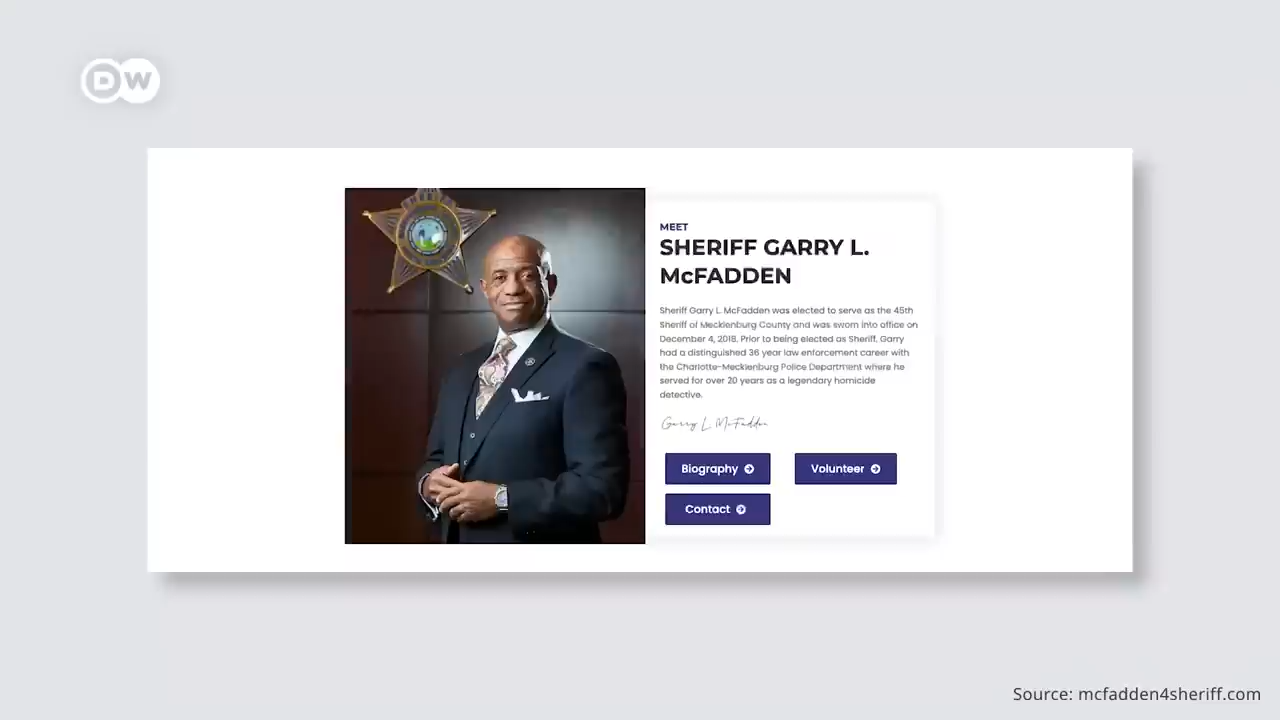 DW
MEET
SHERIFF GARRY L.
McFADDEN
Sheriff Garry L. McFadden was elected to serve as the 45th
Sheriff of Mecklenburg County and was sworn into office on
December 4, 2018. Prior to being elected as Sheriff, Garry
had a distinguished 36 year law enforcement career with
the Charlotte-Mecklenburg Police Department where he
served for over 20 years as a legendary homicide
detective.
Garry L McFadden
Biography
Volunteer
Contact
Source: mcfadden4sheriff.com